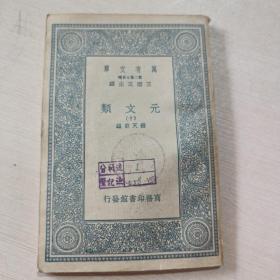 萬有文庫
第二集七百種
王雲五主編
元文類
(十)
蘇天爵編
商務印書館發行